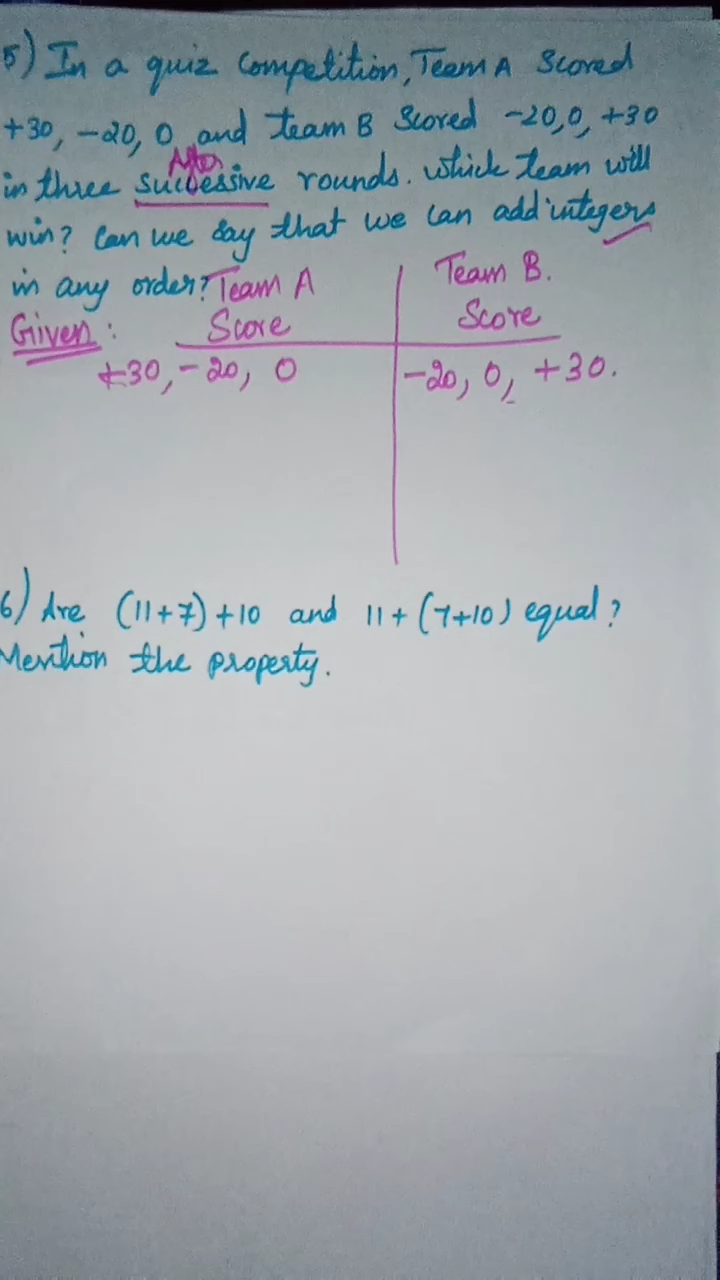 5) In a quiz competition, Team A scored
+30, -20, 0 and team B scored -20, 0, +30
After
in three successive rounds. which team will
win? Can we say that we can add integers
in any order?
Team A
Score
Team B.
Score
Given :
+30, -20, 0
-20, 0, +30.
6) Are (11+7)+10 and 11+(7+10) equal?
Mention the property.